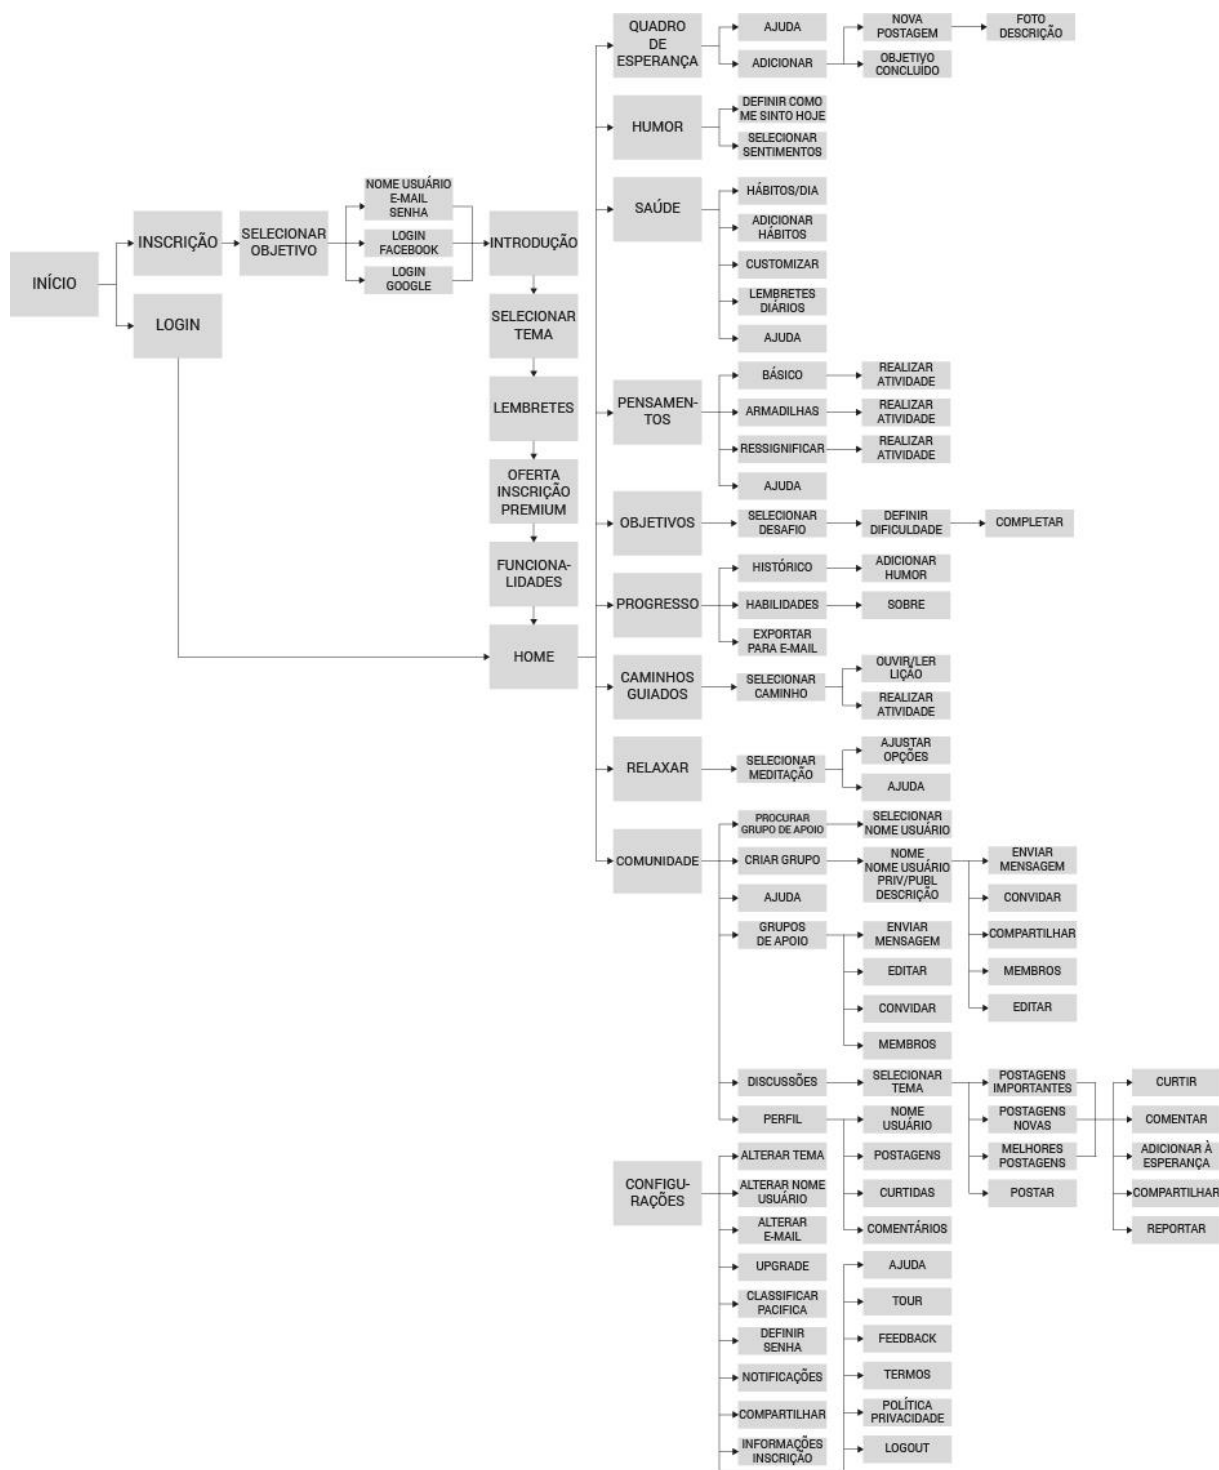 INÍCIO
INSCRIÇÃO
LOGIN
SELECIONAR
OBJETIVO
NOME USUÁRIO
E-MAIL
SENHA
LOGIN
FACEBOOK
LOGIN
GOOGLE
INTRODUÇÃO
SELECIONAR
TEMA
LEMBRETES
OFERTA
INSCRIÇÃO
PREMIUM
FUNCIONA-
LIDADES
HOME
QUADRO
DE
ESPERANÇA
AJUDA
ADICIONAR
NOVA
POSTAGEM
FOTO
DESCRIÇÃO
OBJETIVO
CONCLUÍDO
HUMOR
DEFINIR COMO
ME SINTO HOJE
SELECIONAR
SENTIMENTOS
SAÚDE
HÁBITOS/DIA
ADICIONAR
HÁBITOS
CUSTOMIZAR
LEMBRETES
DIÁRIOS
AJUDA
PENSAMEN-
TOS
BÁSICO
REALIZAR
ATIVIDADE
ARMADILHAS
REALIZAR
ATIVIDADE
RESSIGNIFICAR
REALIZAR
ATIVIDADE
AJUDA
OBJETIVOS
SELECIONAR
DESAFIO
DEFINIR
DIFICULDADE
COMPLETAR
PROGRESSO
HISTÓRICO
ADICIONAR
HUMOR
HABILIDADES
SOBRE
EXPORTAR
PARA E-MAIL
CAMINHOS
GUIADOS
SELECIONAR
CAMINHO
OUVIR/LER
LIÇÃO
REALIZAR
ATIVIDADE
RELAXAR
SELECIONAR
MEDITAÇÃO
AJUSTAR
OPÇÕES
AJUDA
COMUNIDADE
PROCURAR
GRUPO DE APOIO
SELECIONAR
NOME USUÁRIO
CRIAR GRUPO
NOME
NOME USUÁRIO
PRIV/PUBL
DESCRIÇÃO
ENVIAR
MENSAGEM
CONVIDAR
COMPARTILHAR
MEMBROS
EDITAR
AJUDA
GRUPOS
DE APOIO
ENVIAR
MENSAGEM
EDITAR
CONVIDAR
MEMBROS
DISCUSSÕES
SELECIONAR
TEMA
POSTAGENS
IMPORTANTES
POSTAGENS
NOVAS
MELHORES
POSTAGENS
POSTAR
CURTIR
COMENTAR
ADICIONAR À
ESPERANÇA
COMPARTILHAR
REPORTAR
PERFIL
NOME
USUÁRIO
POSTAGENS
CURTIDAS
COMENTÁRIOS
CONFIGU-
RAÇÕES
ALTERAR TEMA
ALTERAR NOME
USUÁRIO
ALTERAR
E-MAIL
UPGRADE
CLASSIFICAR
PACIFICA
DEFINIR
SENHA
NOTIFICAÇÕES
COMPARTILHAR
INFORMAÇÕES
INSCRIÇÃO
AJUDA
TOUR
FEEDBACK
TERMOS
POLÍTICA
PRIVACIDADE
LOGOUT